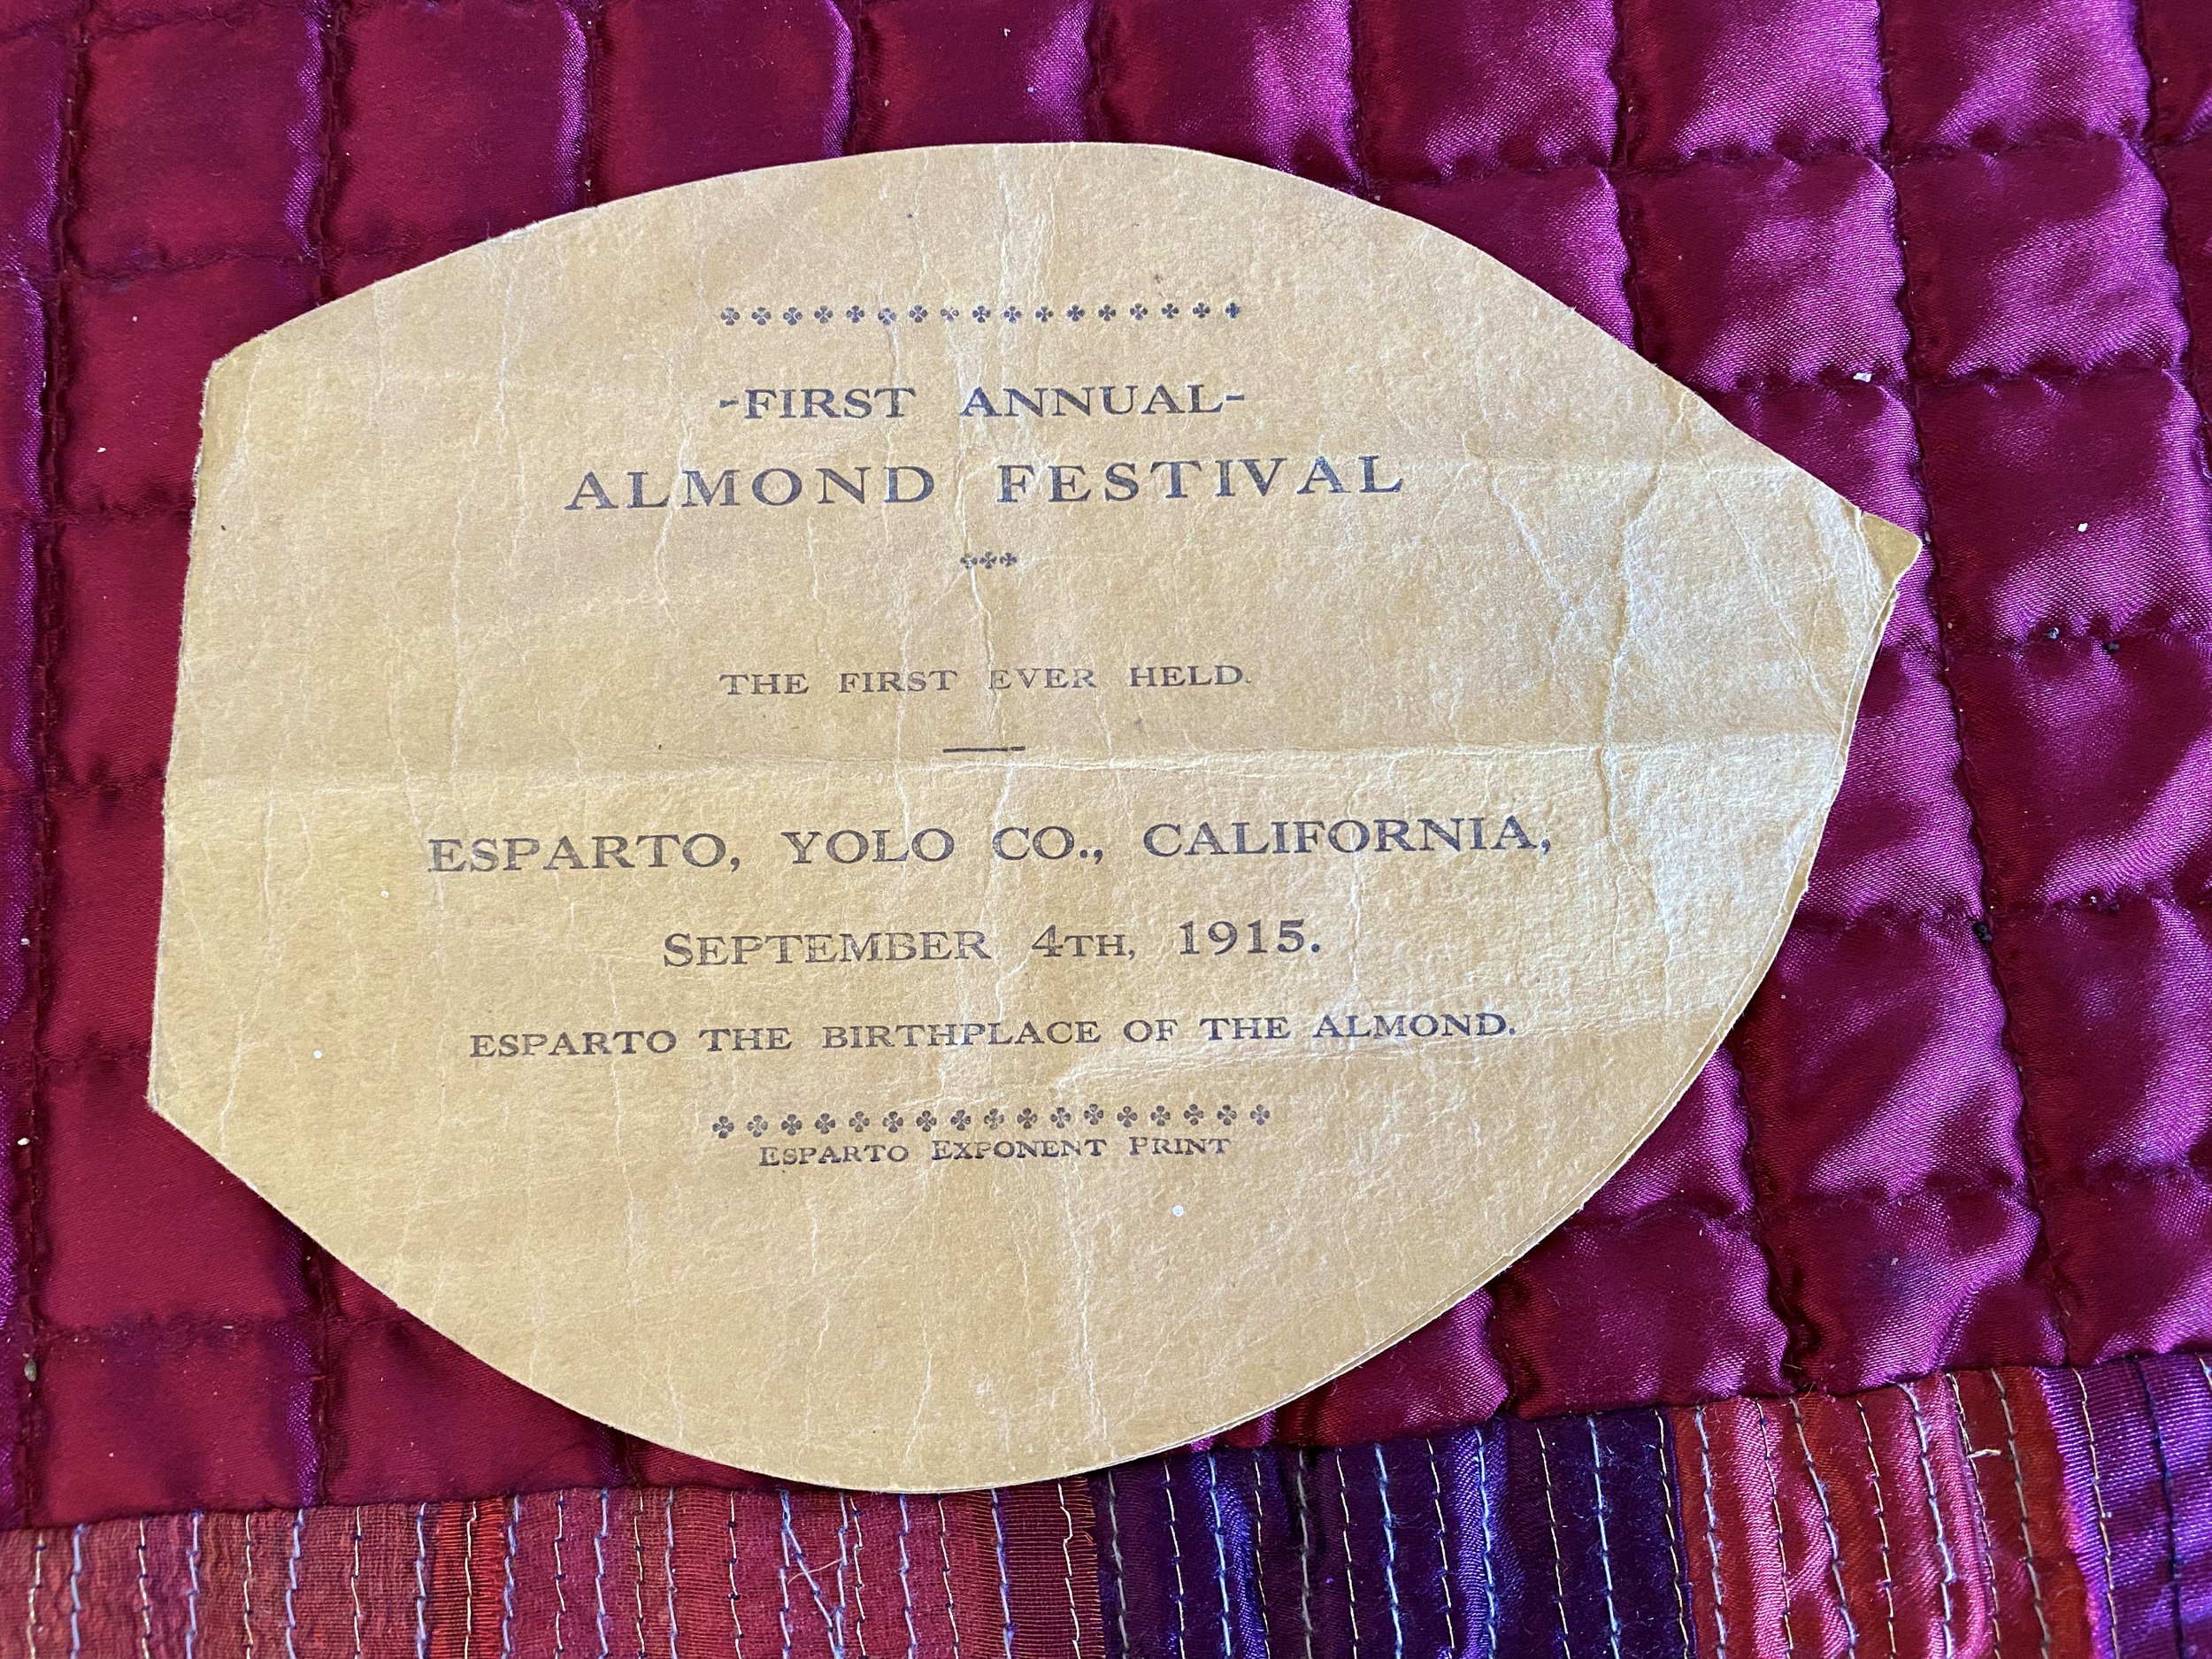 -FIRST ANNUAL-
ALMOND FESTIVAL
THE FIRST EVER HELD.
ESPARTO, YOLO CO., CALIFORNIA,
SEPTEMBER 4TH, 1915.
ESPARTO THE BIRTHPLACE OF THE ALMOND.
ESPARTO EXPONENT PRINT